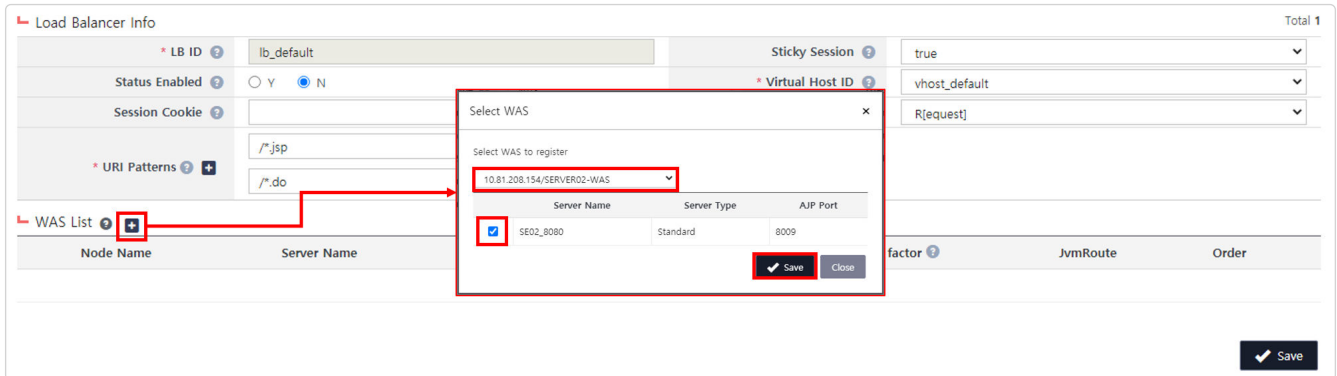 Load Balancer Info
Total 1
* LB ID ? lb_default Sticky Session ? true
Status Enabled ? Y N * Virtual Host ID ? vhost_default
Session Cookie ? R[equest]
* URI Patterns ? +
/*.jsp
/*.do
WAS List ? +
Node Name Server Name factor ? JvmRoute Order
Select WAS ×
Select WAS to register
10.81.208.154/SERVER02-WAS
Server Name Server Type AJP Port
SE02_8080 Standard 8009
Save Close
Save